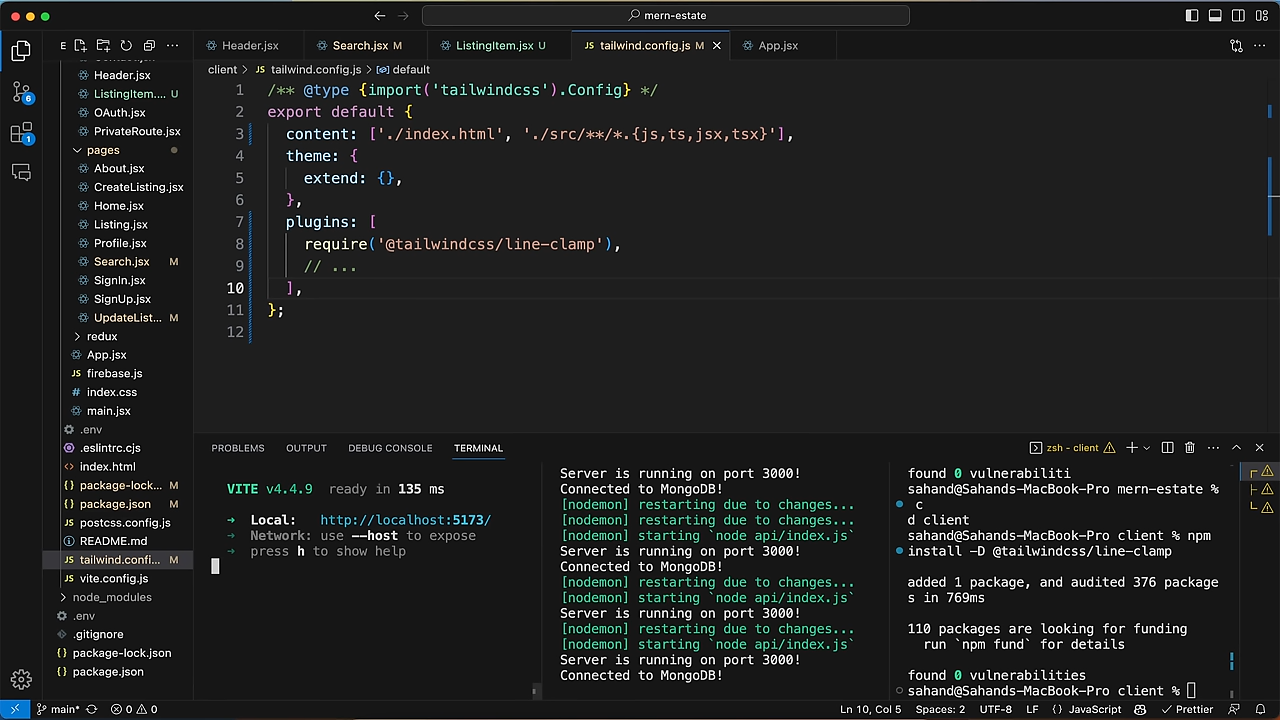 mern-estate
E
Header.jsx
Search.jsx M
ListingItem.jsx U
JS tailwind.config.js M
App.jsx
client > JS tailwind.config.js > default
Header.jsx
ListingItem.... U
OAuth.jsx
PrivateRoute.jsx
pages
About.jsx
CreateListing.jsx
Home.jsx
Listing.jsx
Profile.jsx
Search.jsx M
SignIn.jsx
SignUp.jsx
UpdateList... M
redux
App.jsx
JS firebase.js
# index.css
main.jsx
.env
.eslintrc.cjs
<> index.html
{} package-lock... M
{} package.json M
JS postcss.config.js
README.md
JS tailwind.confi... M
JS vite.config.js
node_modules
.env
.gitignore
{} package-lock.json
{} package.json
6
1
1 /** @type {import('tailwindcss').Config} */
2 export default {
3 content: ['./index.html', './src/**/*.{js,ts,jsx,tsx}'],
4 theme: {
5 extend: {},
6 },
7 plugins: [
8 require('@tailwindcss/line-clamp'),
9 // ...
10 ],
11 };
12
PROBLEMS OUTPUT DEBUG CONSOLE TERMINAL
zsh - client
VITE v4.4.9 ready in 135 ms
➜ Local: http://localhost:5173/
➜ Network: use --host to expose
➜ press h to show help
Server is running on port 3000!
Connected to MongoDB!
[nodemon] restarting due to changes...
[nodemon] restarting due to changes...
[nodemon] starting `node api/index.js`
Server is running on port 3000!
Connected to MongoDB!
[nodemon] restarting due to changes...
[nodemon] starting `node api/index.js`
Server is running on port 3000!
[nodemon] restarting due to changes...
[nodemon] starting `node api/index.js`
Server is running on port 3000!
Connected to MongoDB!
found 0 vulnerabiliti
sahand@Sahands-MacBook-Pro mern-estate %
c
d client
sahand@Sahands-MacBook-Pro client % npm
install -D @tailwindcss/line-clamp
added 1 package, and audited 376 package
s in 769ms
110 packages are looking for funding
run `npm fund` for details
found 0 vulnerabilities
sahand@Sahands-MacBook-Pro client %
main* 0 0
Ln 10, Col 5 Spaces: 2 UTF-8 LF {} JavaScript Prettier